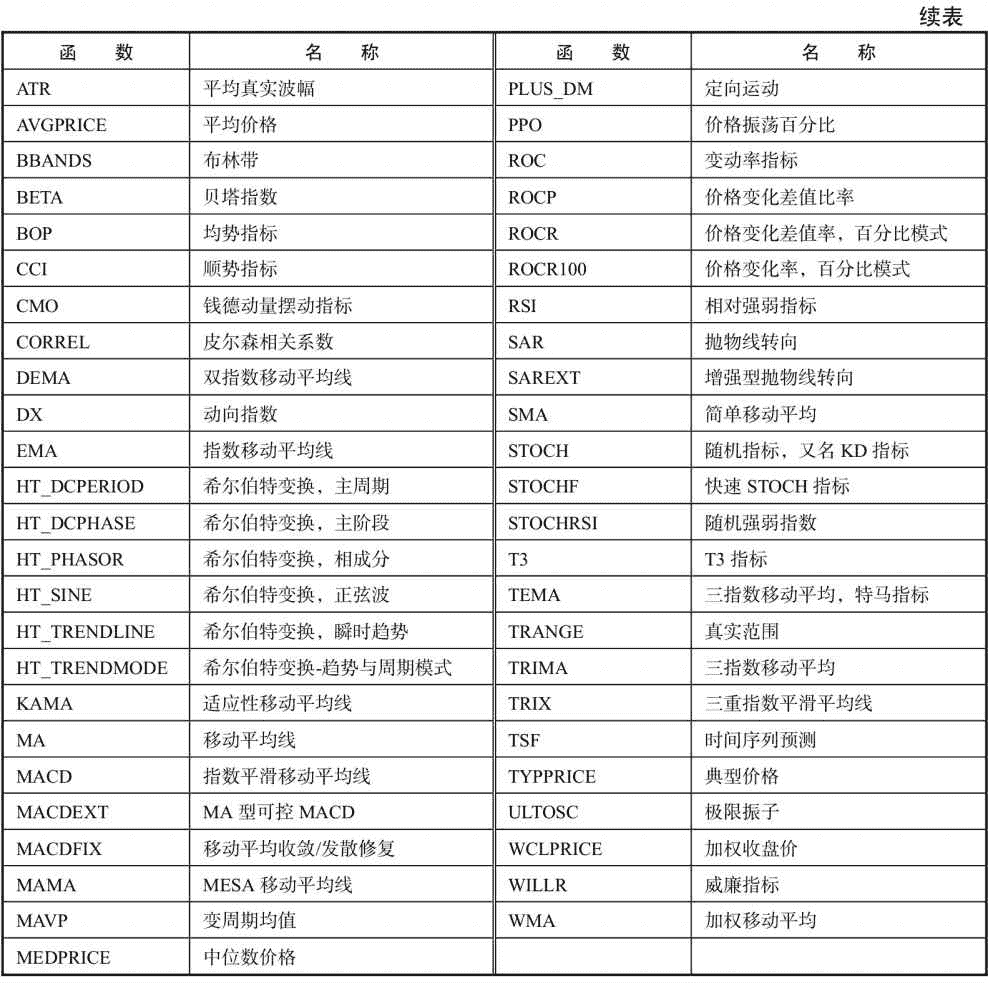 续表
函 数 名 称 函 数 名 称
ATR 平均真实波幅 PLUS_DM 定向运动
AVGPRICE 平均价格 PPO 价格振荡百分比
BBANDS 布林带 ROC 变动率指标
BETA 贝塔指数 ROCP 价格变化差值比率
BOP 均势指标 ROCR 价格变化差值率，百分比模式
CCI 顺势指标 ROCR100 价格变化率，百分比模式
CMO 钱德动量摆动指标 RSI 相对强弱指标
CORREL 皮尔森相关系数 SAR 抛物线转向
DEMA 双指数移动平均线 SAREXT 增强型抛物线转向
DX 动向指数 SMA 简单移动平均
EMA 指数移动平均线 STOCH 随机指标，又名 KD 指标
HT_DCPERIOD 希尔伯特变换，主周期 STOCHF 快速 STOCH 指标
HT_DCPHASE 希尔伯特变换，主阶段 STOCHRSI 随机强弱指数
HT_PHASOR 希尔伯特变换，相成分 T3 T3 指标
HT_SINE 希尔伯特变换，正弦波 TEMA 三指数移动平均，特马指标
HT_TRENDLINE 希尔伯特变换，瞬时趋势 TRANGE 真实范围
HT_TRENDMODE 希尔伯特变换-趋势与周期模式 TRIMA 三指数移动平均
KAMA 适应性移动平均线 TRIX 三重指数平滑平均线
MA 移动平均线 TSF 时间序列预测
MACD 指数平滑移动平均线 TYPPRICE 典型价格
MACDEXT MA 型可控 MACD ULTOSC 极限振子
MACDFIX 移动平均收敛/发散修复 WCLPRICE 加权收盘价
MAMA MESA 移动平均线 WILLR 威廉指标
MAVP 变周期均值 WMA 加权移动平均
MEDPRICE 中位数价格